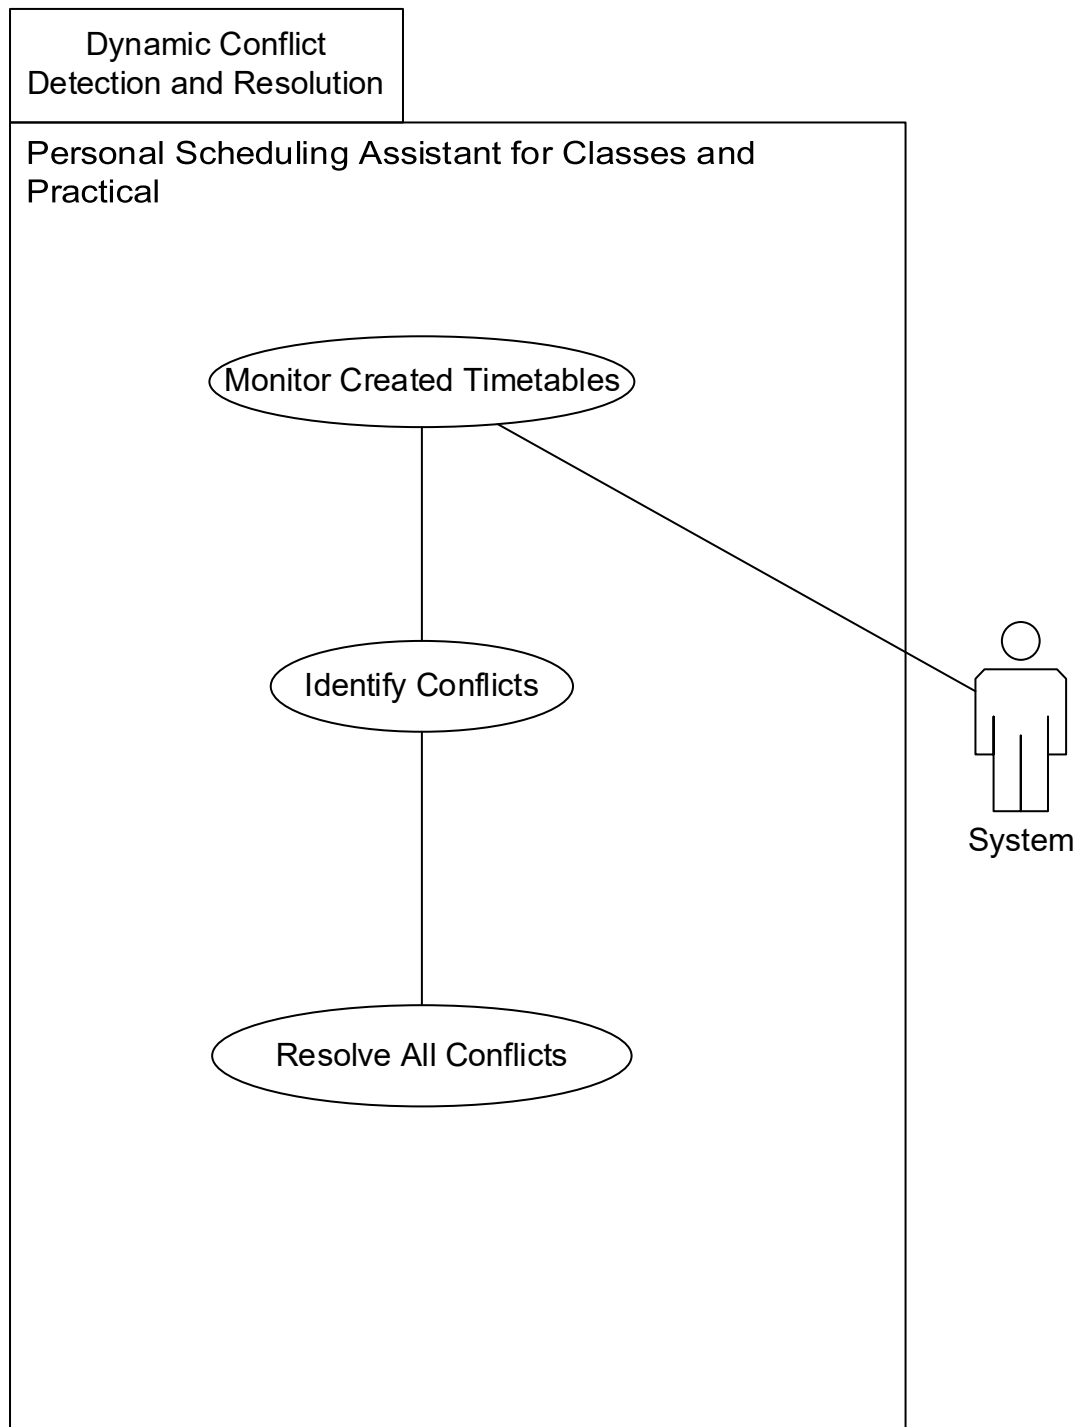 Dynamic Conflict
Detection and Resolution
Personal Scheduling Assistant for Classes and
Practical
Monitor Created Timetables
Identify Conflicts
System
Resolve All Conflicts